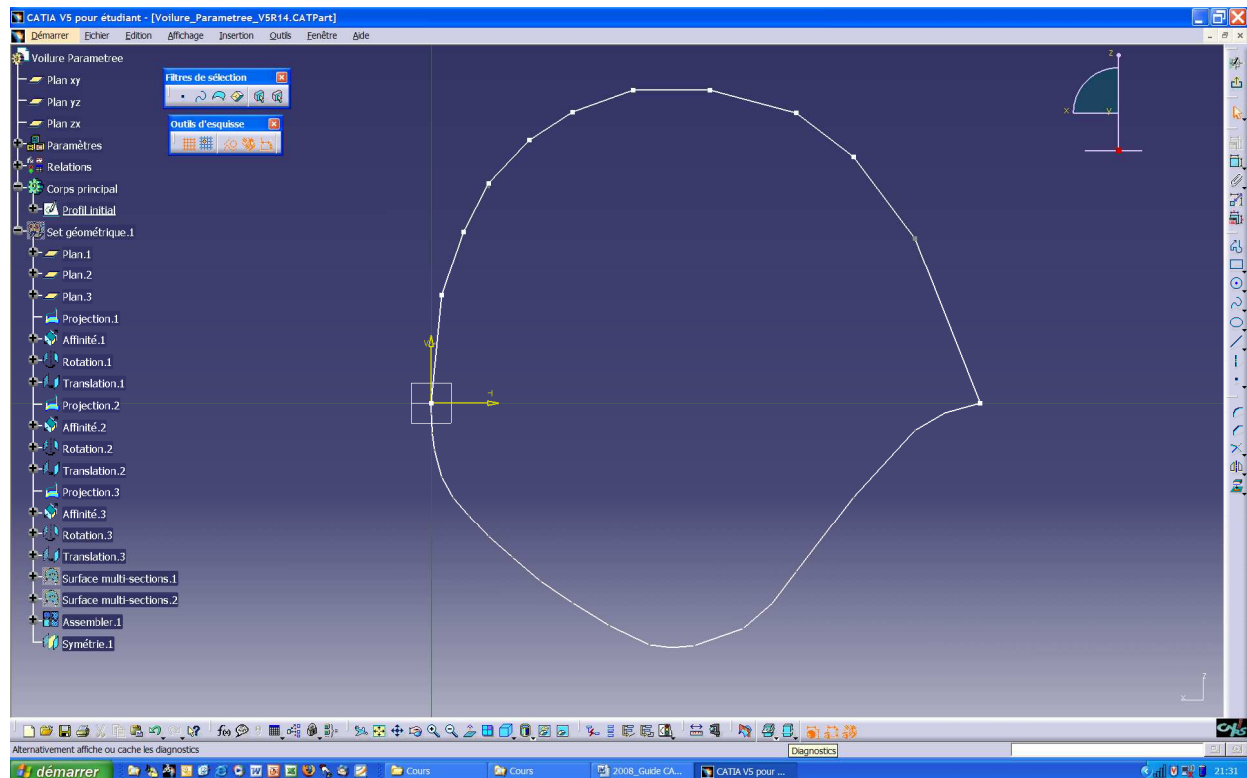 CATIA V5 pour étudiant - [Voilure_Parametree_V5R14.CATPart]
Démarrer Fichier Edition Affichage Insertion Outils Fenêtre Aide
Voilure Parametree
Plan xy
Plan yz
Plan zx
Paramètres
Relations
Corps principal
Profil initial
Set géométrique.1
Plan.1
Plan.2
Plan.3
Projection.1
Affinité.1
Rotation.1
Translation.1
Projection.2
Affinité.2
Rotation.2
Translation.2
Projection.3
Affinité.3
Rotation.3
Translation.3
Surface multi-sections.1
Surface multi-sections.2
Assembler.1
Symétrie.1
Filtres de sélection
Outils d'esquisse
z
x
y
V
H
z
x
Alternativement affiche ou cache les diagnostics
Diagnostics
démarrer
Cours
Cours
2008_Guide CA...
CATIA V5 pour ...
21:31